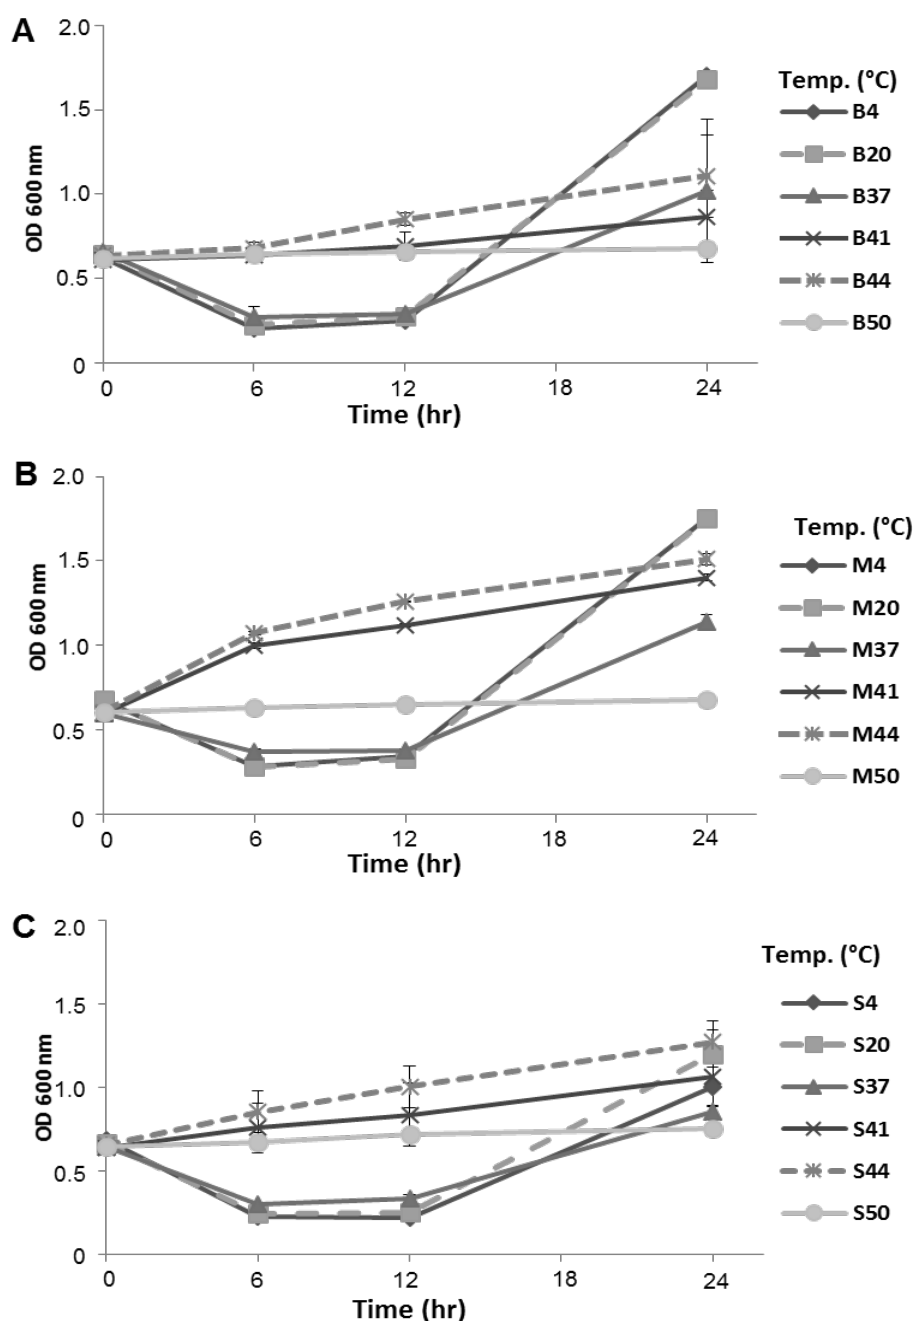 A
2.0
1.5
1.0
0.5
0
OD 600 nm
0 6 12 18 24
Time (hr)
Temp. (°C)
B4
B20
B37
B41
B44
B50
B
2.0
1.5
1.0
0.5
0
OD 600 nm
0 6 12 18 24
Time (hr)
Temp. (°C)
M4
M20
M37
M41
M44
M50
C
2.0
1.5
1.0
0.5
0
OD 600 nm
0 6 12 18 24
Time (hr)
Temp. (°C)
S4
S20
S37
S41
S44
S50